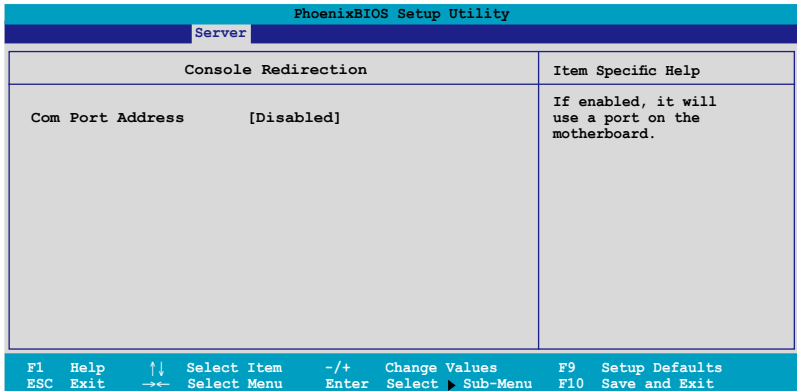 PhoenixBIOS Setup Utility
Server
Console Redirection
Item Specific Help
Com Port Address [Disabled]
If enabled, it will
use a port on the
motherboard.
F1 Help ↑↓ Select Item -/+ Change Values F9 Setup Defaults
ESC Exit →← Select Menu Enter Select ▶ Sub-Menu F10 Save and Exit